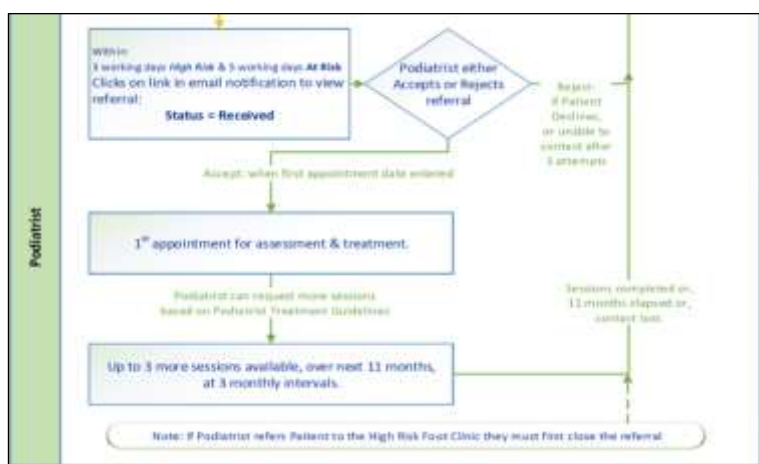 Within
3 working days High Risk & 5 working days At Risk
Clicks on link in email notification to view
referral:
Status = Received
Podiatrist either
Accepts or Rejects
referral
Reject:
if Patient
Declines,
or unable to
contact after
3 attempts
Accept: when first appointment date entered
Podiatrist
1st appointment for assessment & treatment.
Podiatrist can request more sessions
based on Podiatrist Treatment Guidelines
Sessions completed or,
11 months elapsed or,
contact loss
Up to 3 more sessions available, over next 11 months,
at 3 monthly intervals.
Note: If Podiatrist refers Patient to the High Risk Foot Clinic they must first close the referral